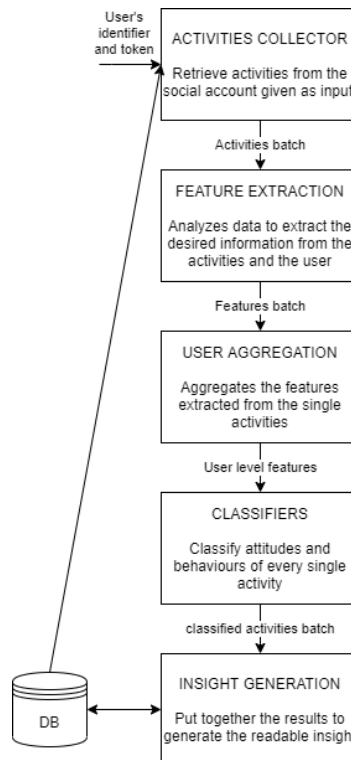 User's
identifier
and token
ACTIVITIES COLLECTOR
Retrieve activities from the
social account given as input
Activities batch
FEATURE EXTRACTION
Analyzes data to extract the
desired information from the
activities and the user
Features batch
USER AGGREGATION
Aggregates the features
extracted from the single
activities
User level features
CLASSIFIERS
Classify attitudes and
behaviours of every single
activity
classified activities batch
INSIGHT GENERATION
Put together the results to
generate the readable insight
DB